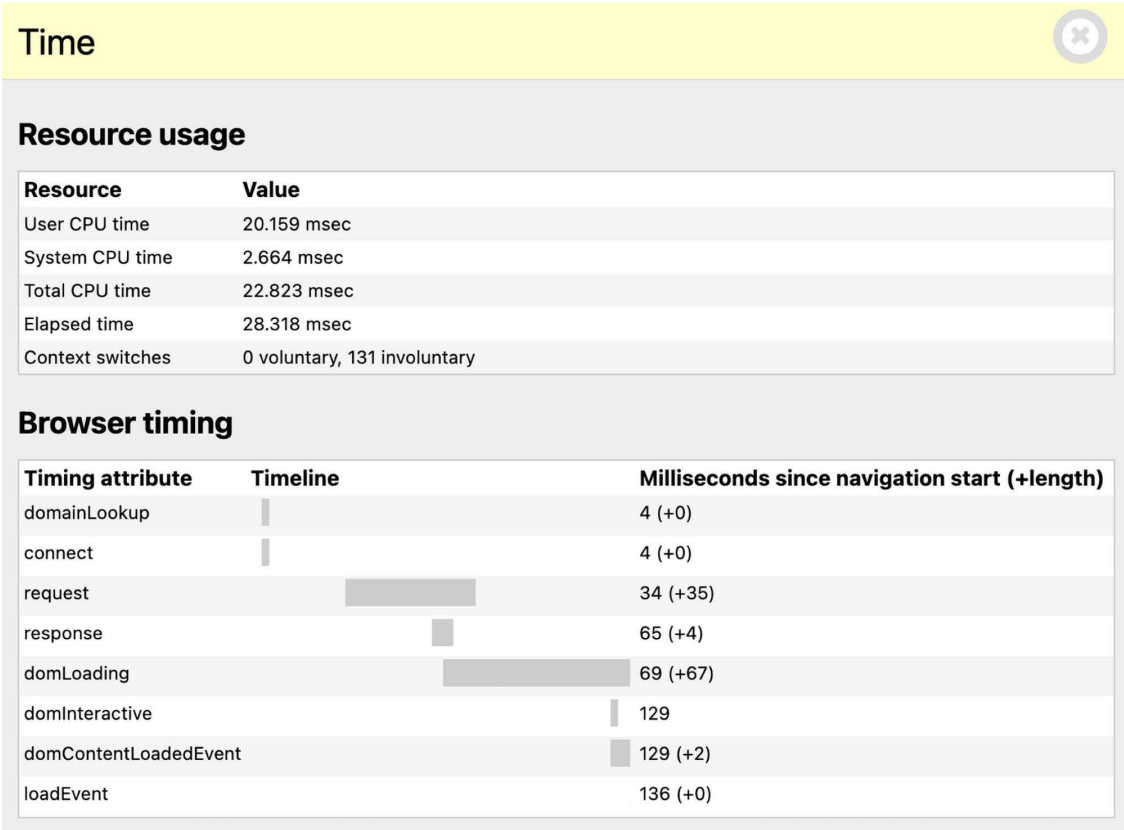 Time
Resource usage
Resource Value
User CPU time 20.159 msec
System CPU time 2.664 msec
Total CPU time 22.823 msec
Elapsed time 28.318 msec
Context switches 0 voluntary, 131 involuntary
Browser timing
Timing attribute Timeline Milliseconds since navigation start (+length)
domainLookup 4 (+0)
connect 4 (+0)
request 34 (+35)
response 65 (+4)
domLoading 69 (+67)
domInteractive 129
domContentLoadedEvent 129 (+2)
loadEvent 136 (+0)